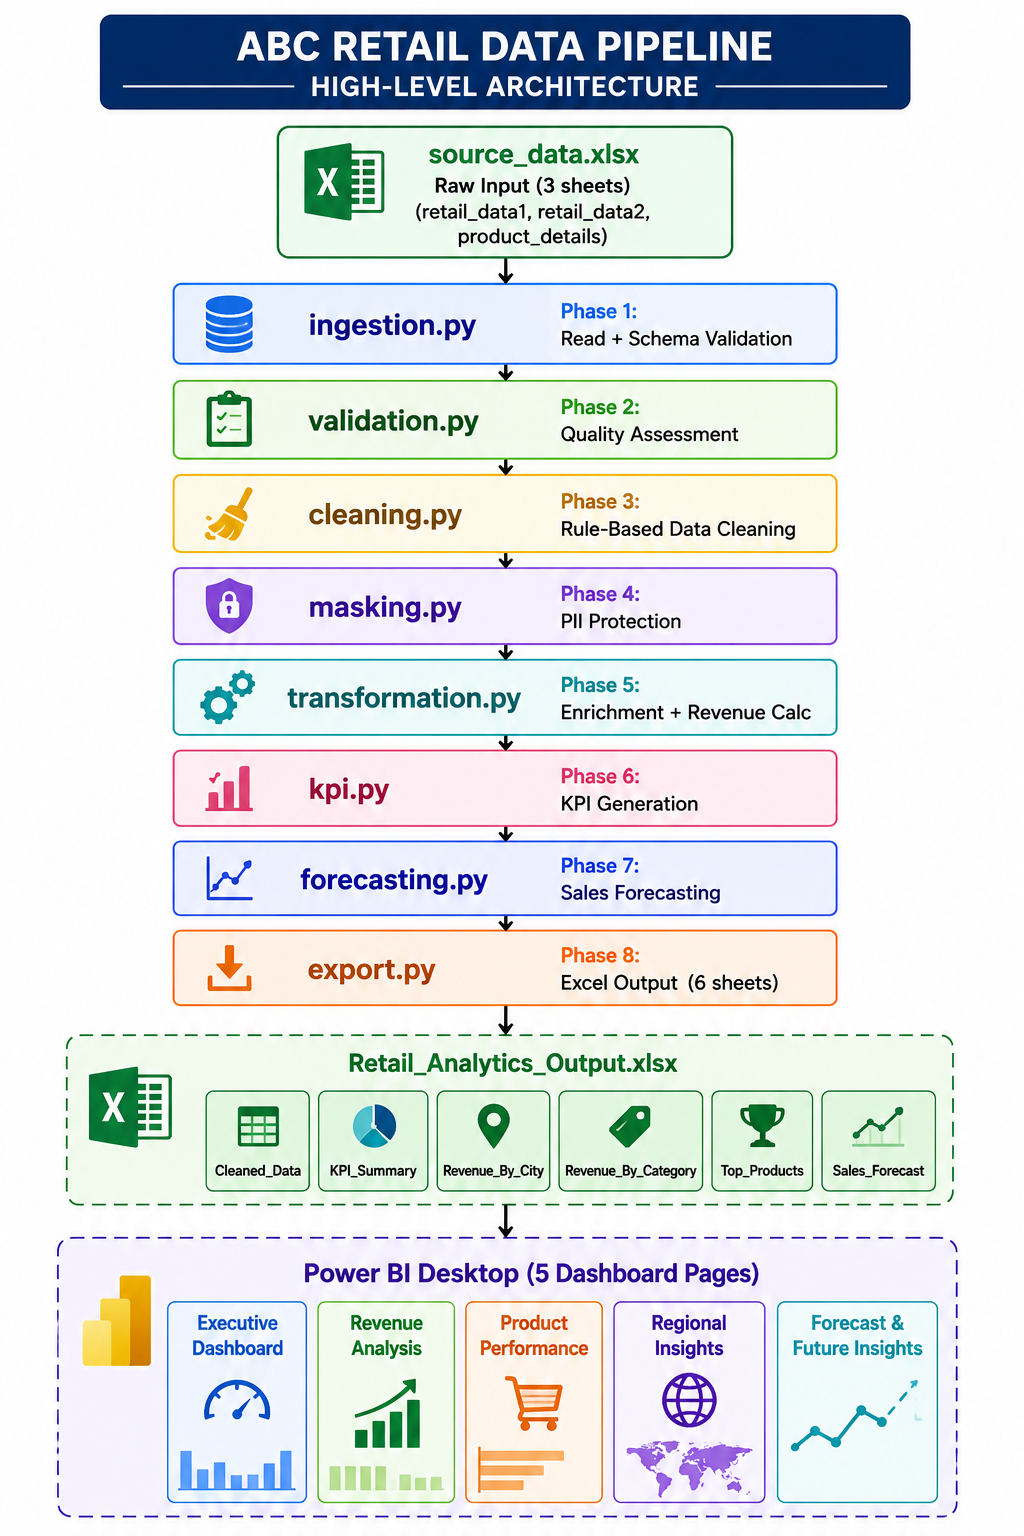 ABC RETAIL DATA PIPELINE
HIGH-LEVEL ARCHITECTURE
X
source_data.xlsx
Raw Input (3 sheets)
(retail_data1, retail_data2,
product_details)
ingestion.py
Phase 1:
Read + Schema Validation
validation.py
Phase 2:
Quality Assessment
cleaning.py
Phase 3:
Rule-Based Data Cleaning
masking.py
Phase 4:
PII Protection
transformation.py
Phase 5:
Enrichment + Revenue Calc
kpi.py
Phase 6:
KPI Generation
forecasting.py
Phase 7:
Sales Forecasting
export.py
Phase 8:
Excel Output (6 sheets)
Retail_Analytics_Output.xlsx
X
Cleaned_Data
KPI_Summary
Revenue_By_City
Revenue_By_Category
Top_Products
Sales_Forecast
Power BI Desktop (5 Dashboard Pages)
Executive
Dashboard
Revenue
Analysis
Product
Performance
Regional
Insights
Forecast &
Future Insights